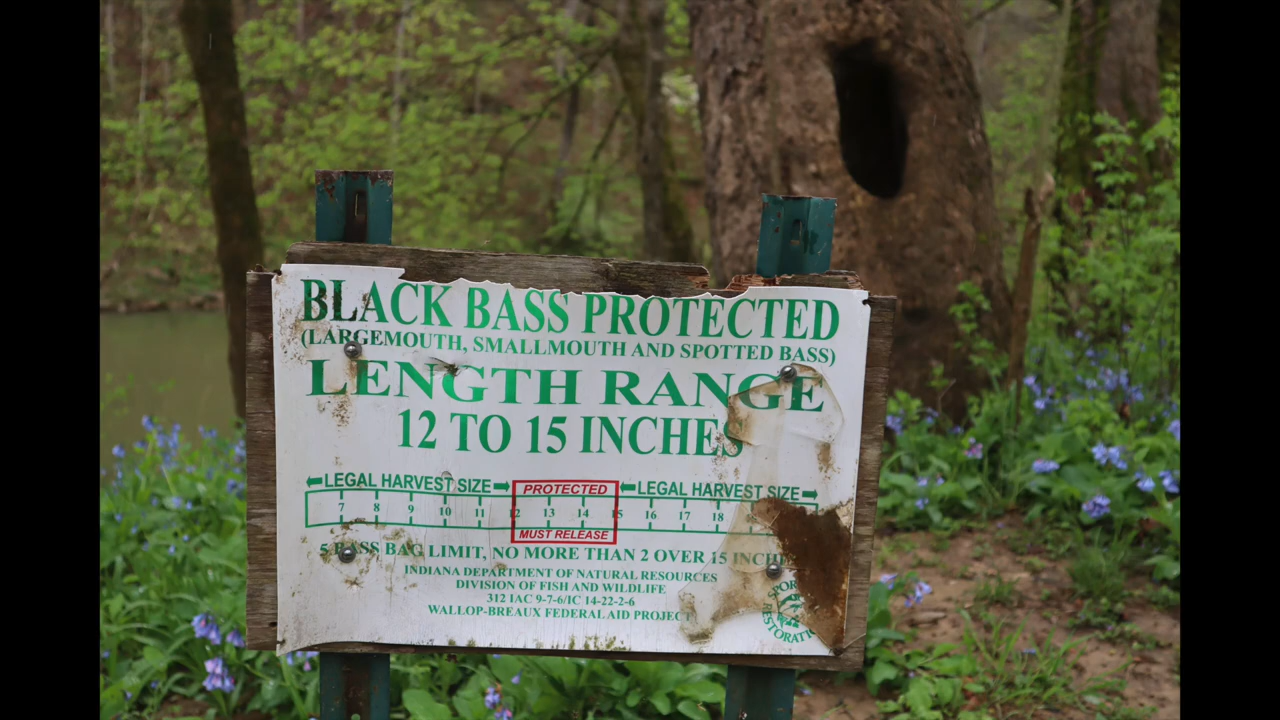 BLACK BASS PROTECTED
(LARGEMOUTH, SMALLMOUTH AND SPOTTED BASS)
LENGTH RANGE
12 TO 15 INCHES
LEGAL HARVEST SIZE PROTECTED LEGAL HARVEST SIZE
7 8 9 10 11 12 13 14 15 16 17 18
MUST RELEASE
5 BASS BAG LIMIT, NO MORE THAN 2 OVER 15 INCHES
INDIANA DEPARTMENT OF NATURAL RESOURCES
DIVISION OF FISH AND WILDLIFE
312 IAC 9-7-6/IC 14-22-2-6
WALLOP-BREAUX FEDERAL AID PROJECT